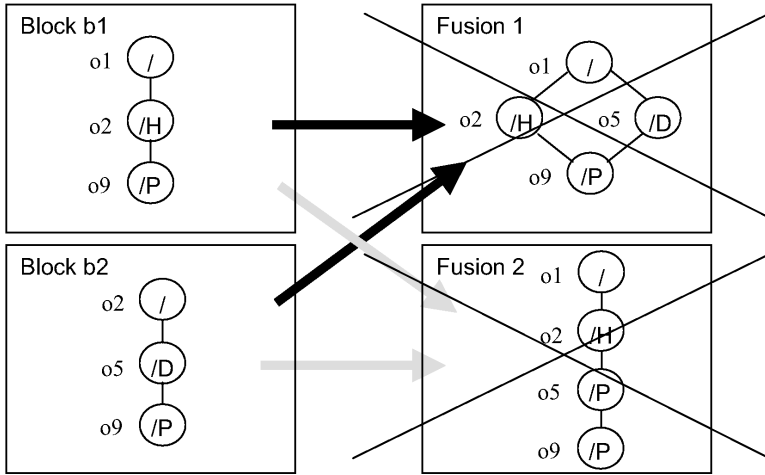 Block b1
o1 /
o2 /H
o9 /P
Fusion 1
o1 /
o2 /H o5 /D
o9 /P
Block b2
o2 /
o5 /D
o9 /P
Fusion 2
o1 /
o2 /H
o5 /P
o9 /P